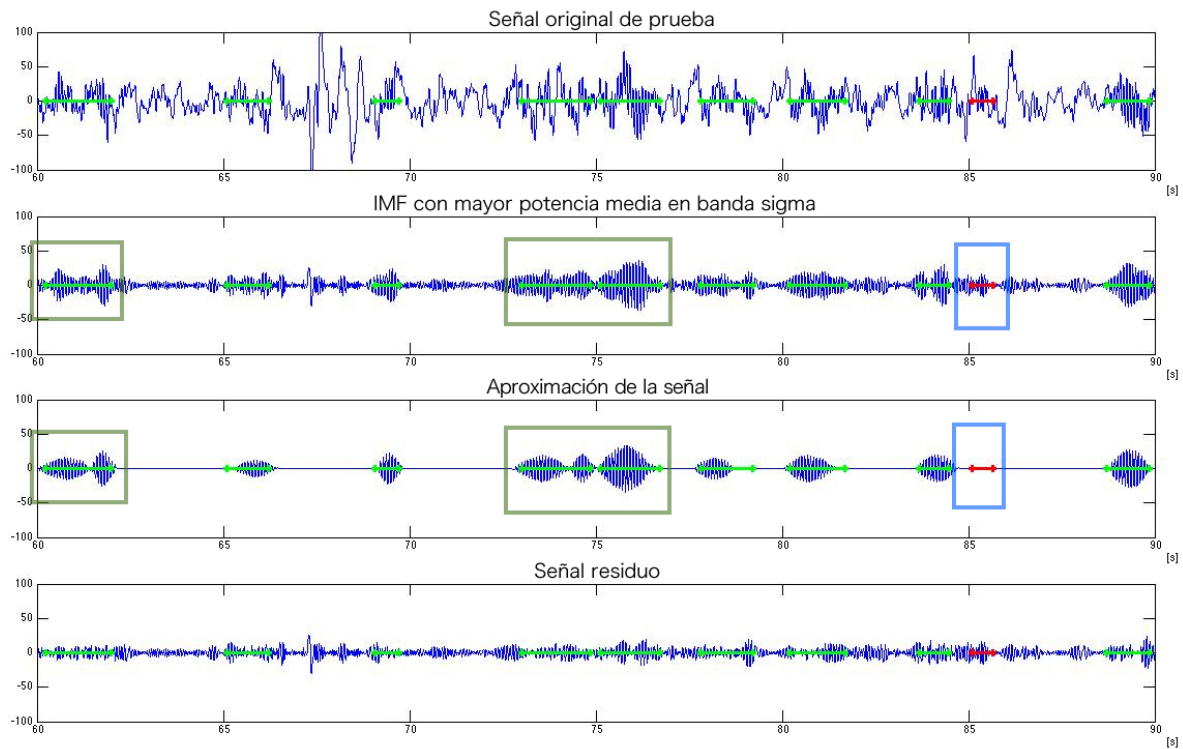 Señal original de prueba
100
50
0
-50
-100
60 65 70 75 80 85 90
[s]
IMF con mayor potencia media en banda sigma
100
50
0
-50
-100
60 65 70 75 80 85 90
[s]
Aproximación de la señal
100
50
0
-50
-100
60 65 70 75 80 85 90
[s]
Señal residuo
100
50
0
-50
-100
60 65 70 75 80 85 90
[s]